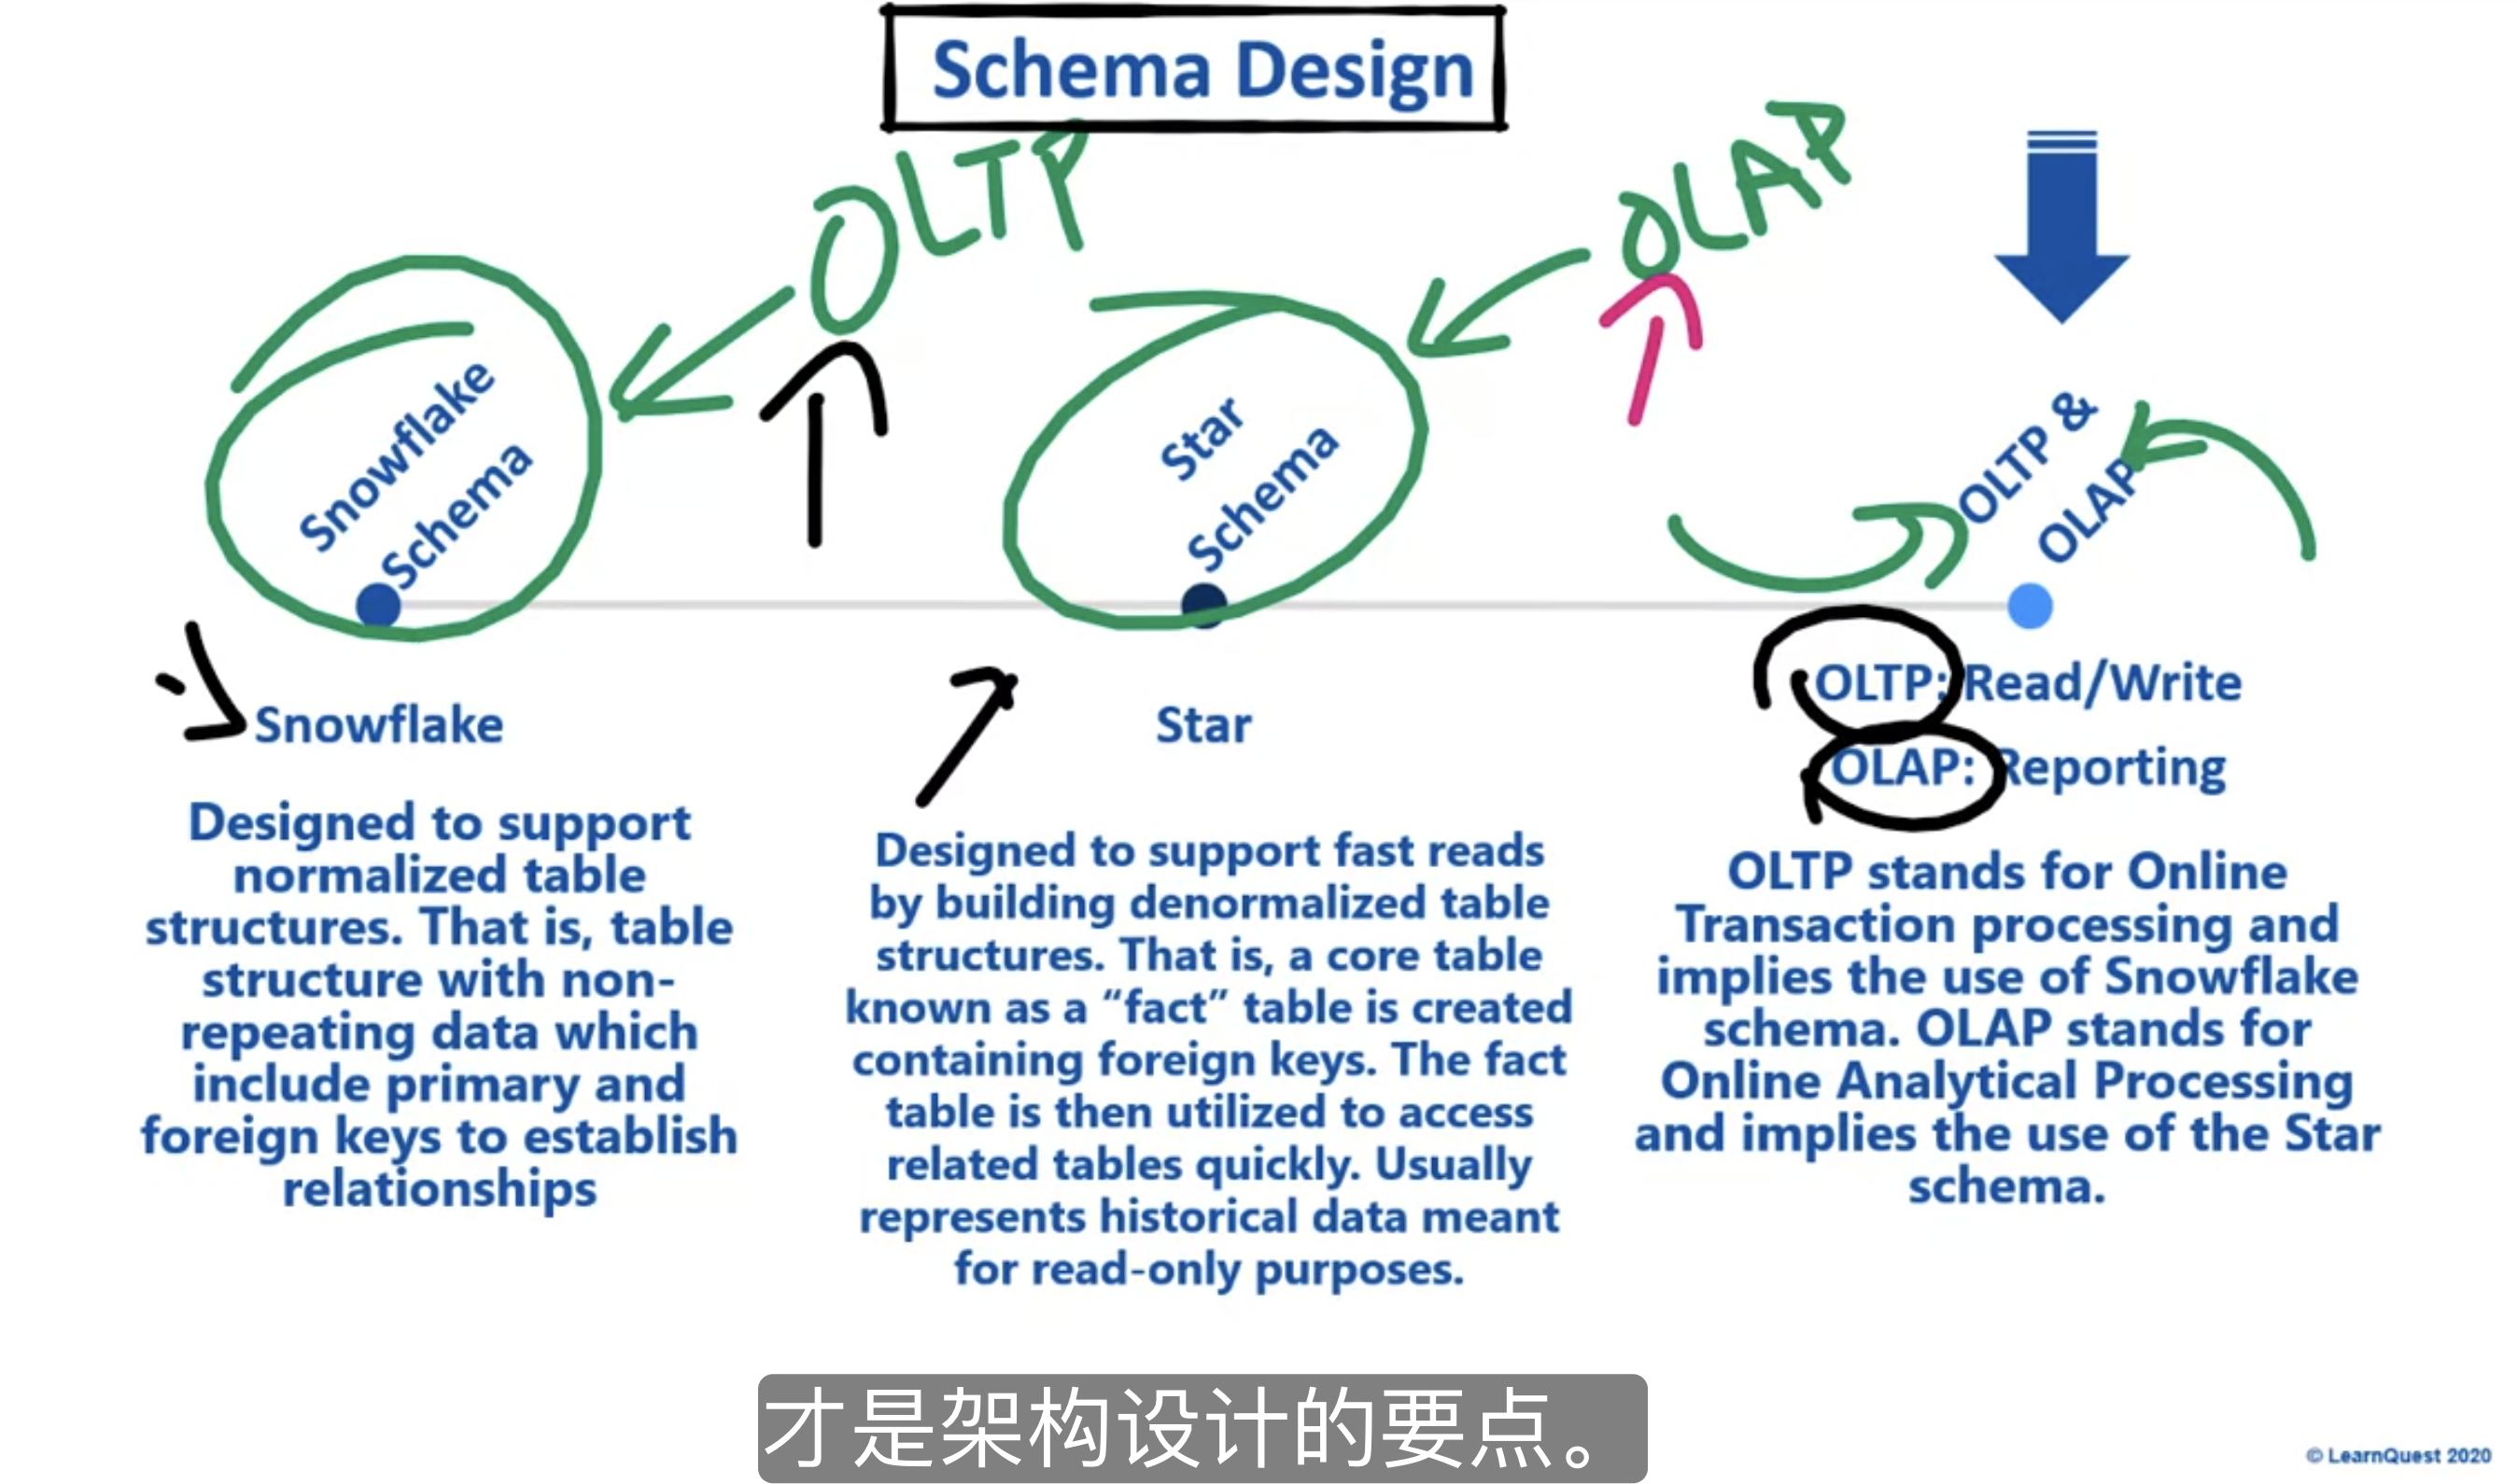 Schema Design
OLTP
OLAP
Snowflake
Schema
Star
Schema
OLTP &
OLAP
Snowflake
Designed to support
normalized table
structures. That is, table
structure with non-
repeating data which
include primary and
foreign keys to establish
relationships
Star
Designed to support fast reads
by building denormalized table
structures. That is, a core table
known as a “fact” table is created
containing foreign keys. The fact
table is then utilized to access
related tables quickly. Usually
represents historical data meant
for read-only purposes.
OLTP: Read/Write
OLAP: Reporting
OLTP stands for Online
Transaction processing and
implies the use of Snowflake
schema. OLAP stands for
Online Analytical Processing
and implies the use of the Star
schema.
才是架构设计的要点。
© LearnQuest 2020